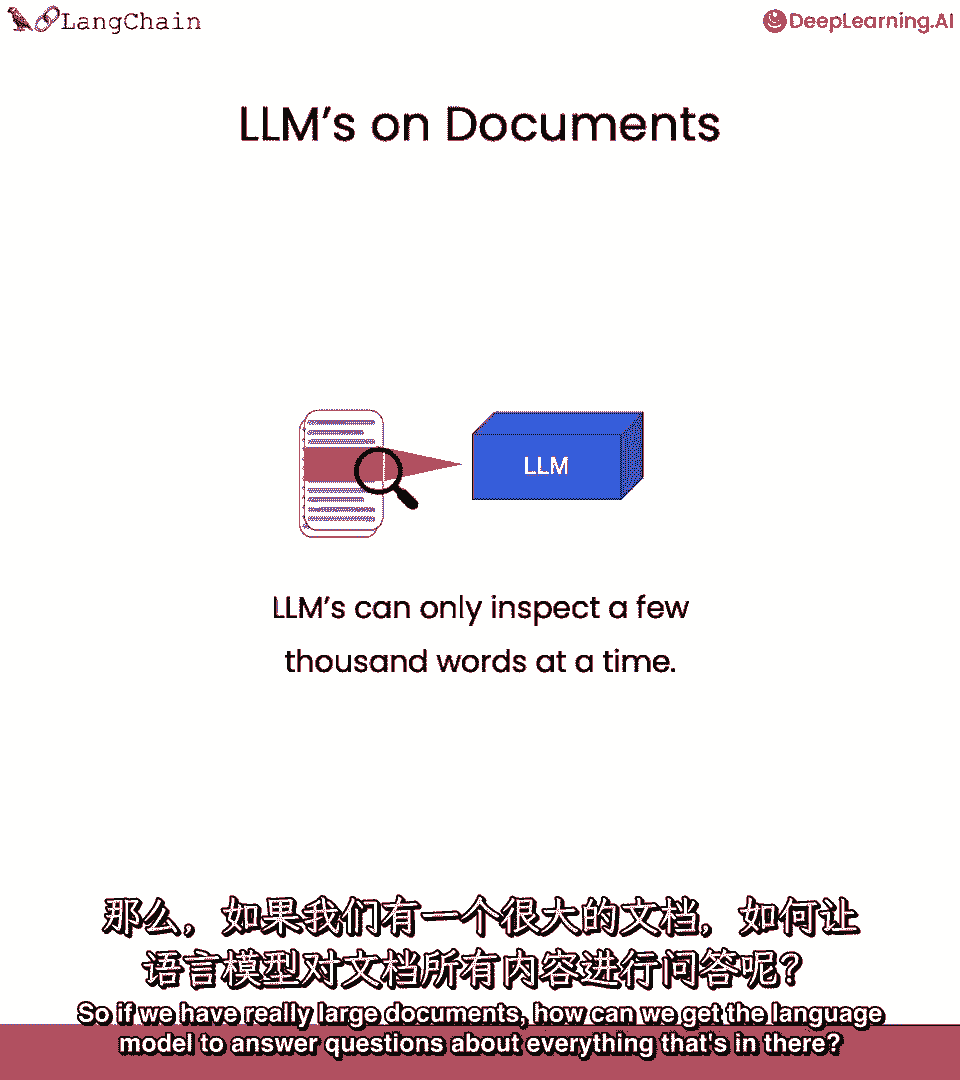 LangChain
DeepLearning.AI
LLM's on Documents
LLM
LLM's can only inspect a few
thousand words at a time.
那么，如果我们有一个很大的文档，如何让
语言模型对文档所有内容进行问答呢？
So if we have really large documents, how can we get the language
model to answer questions about everything that's in there?